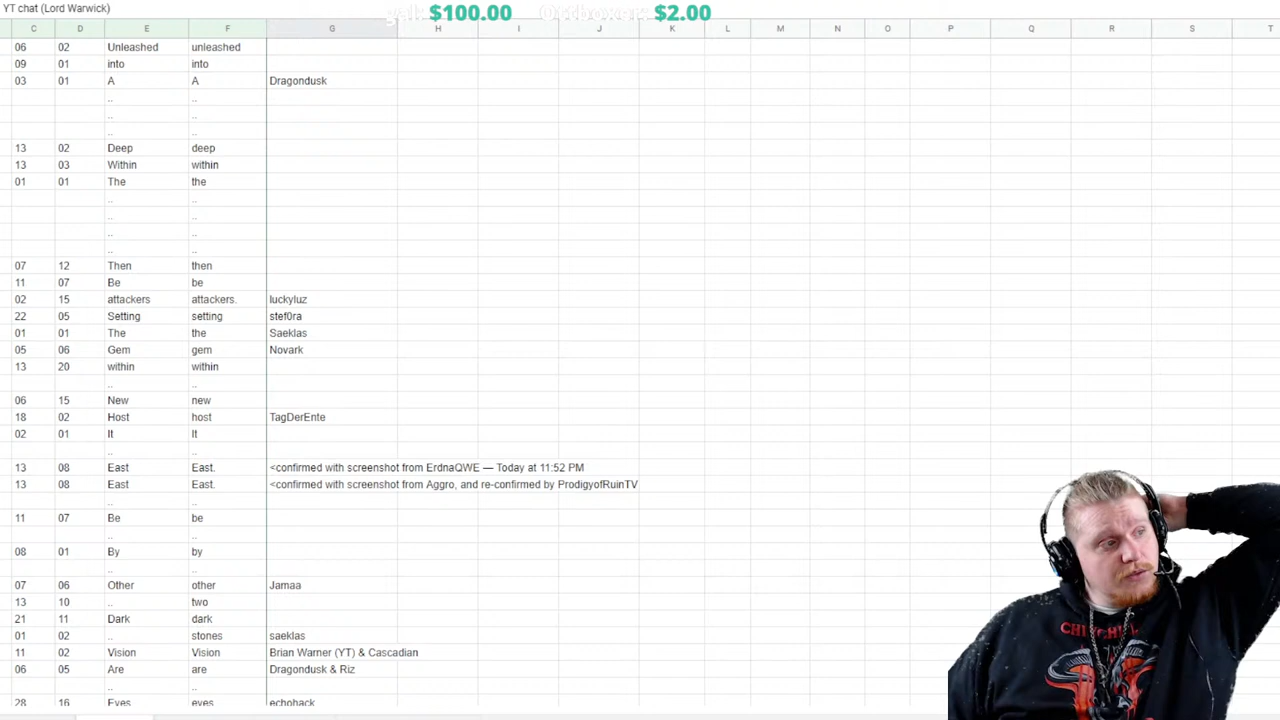 YT chat (Lord Warwick)
gal: $100.00 Ottboxer: $2.00
C D E F G H I J K L M N O P Q R S T
06 02 Unleashed unleashed
09 01 into into
03 01 A A Dragondusk
.. ..
.. ..
.. ..
13 02 Deep deep
13 03 Within within
01 01 The the
.. ..
.. ..
.. ..
.. ..
07 12 Then then
11 07 Be be
02 15 attackers attackers. luckyluz
22 05 Setting setting stef0ra
01 01 The the Saeklas
05 06 Gem gem Novark
13 20 within within
.. ..
06 15 New new
18 02 Host host TagDerEnte
02 01 It It
.. ..
13 08 East East. <confirmed with screenshot from ErdnaQWE — Today at 11:52 PM
13 08 East East. <confirmed with screenshot from Aggro, and re-confirmed by ProdigyofRuinTV
.. ..
11 07 Be be
.. ..
08 01 By by
.. ..
07 06 Other other Jamaa
13 10 .. two
21 11 Dark dark
01 02 .. stones saeklas
11 02 Vision Vision Brian Warner (YT) & Cascadian
06 05 Are are Dragondusk & Riz
.. ..
28 16 Eyes eyes echohack